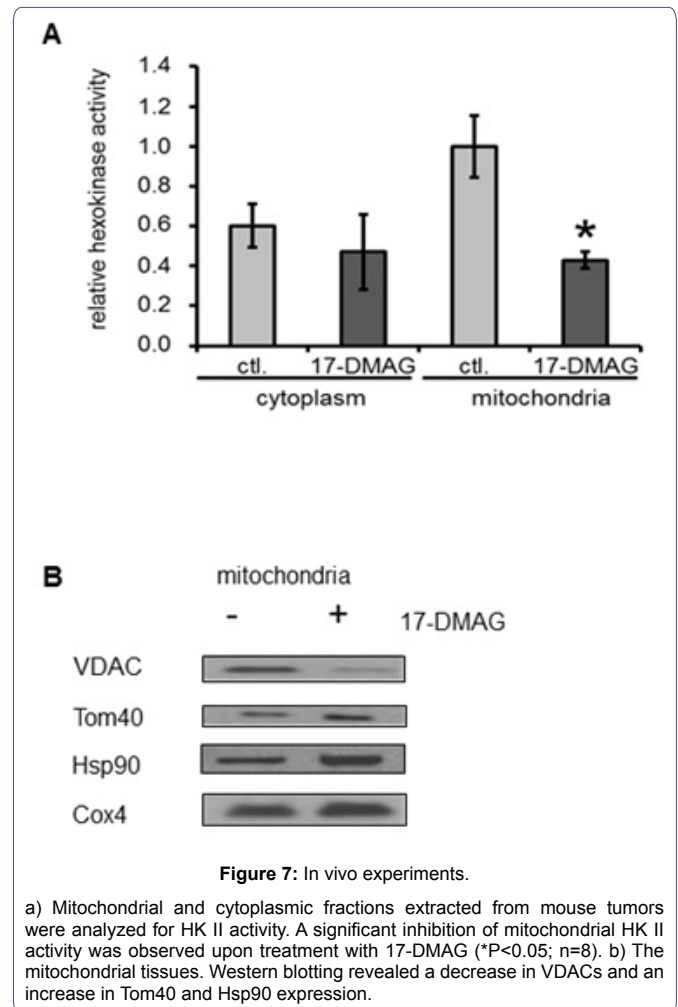 A
relative hexokinase activity
1.4
1.2
1.0
0.8
0.6
0.4
0.2
0.0
*
ctl. 17-DMAG ctl. 17-DMAG
cytoplasm mitochondria
B
mitochondria
- + 17-DMAG
VDAC
Tom40
Hsp90
Cox4
Figure 7: In vivo experiments.
a) Mitochondrial and cytoplasmic fractions extracted from mouse tumors
were analyzed for HK II activity. A significant inhibition of mitochondrial HK II
activity was observed upon treatment with 17-DMAG (*P<0.05; n=8). b) The
mitochondrial tissues. Western blotting revealed a decrease in VDACs and an
increase in Tom40 and Hsp90 expression.